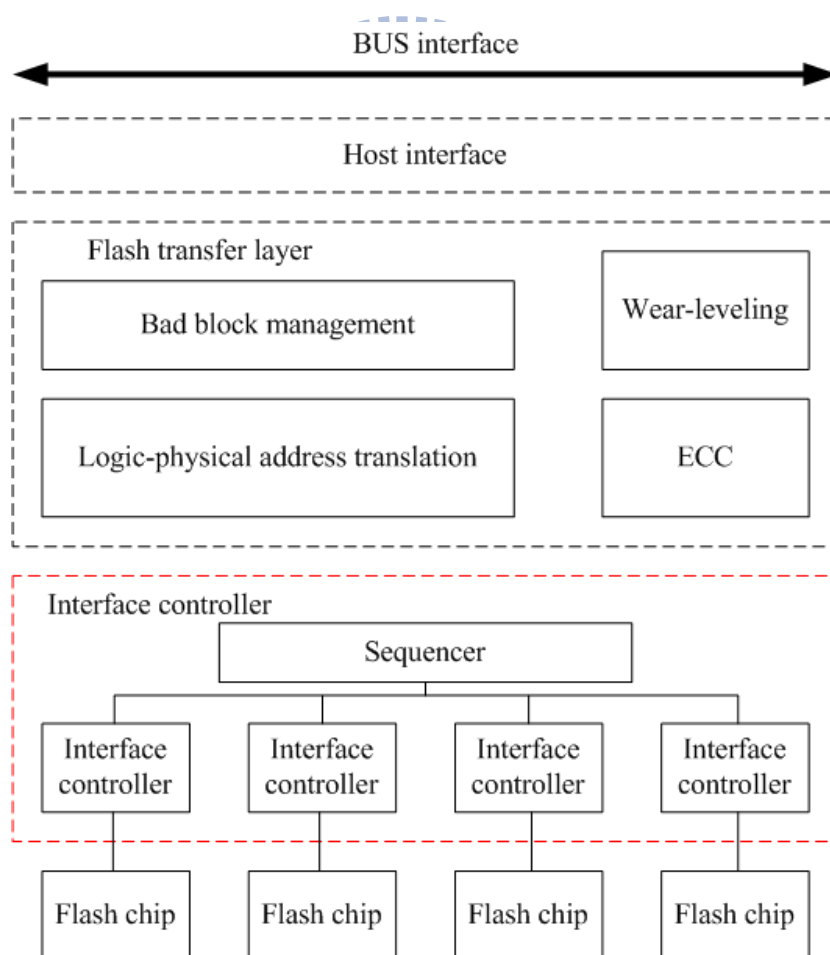 BUS interface
Host interface
Flash transfer layer
Bad block management
Wear-leveling
Logic-physical address translation
ECC
Interface controller
Sequencer
Interface
controller
Interface
controller
Interface
controller
Interface
controller
Flash chip
Flash chip
Flash chip
Flash chip